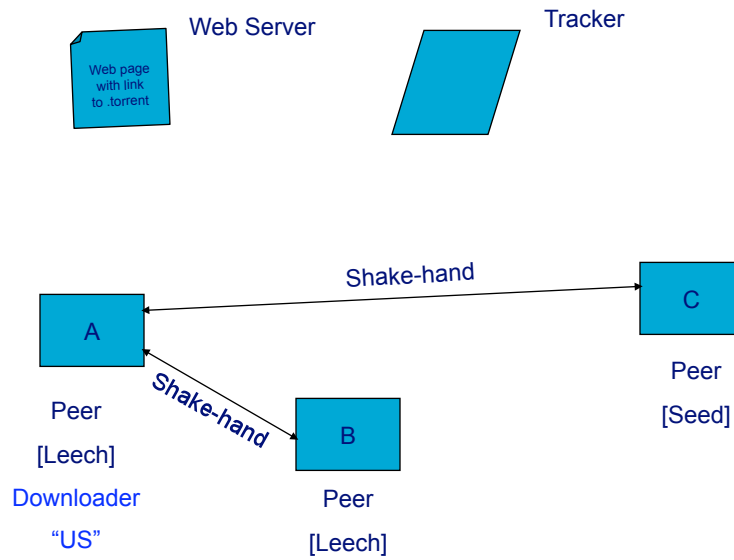 Web Server
Tracker
Web page
with link
to .torrent
Shake-hand
A
C
Shake-hand
B
Peer
[Seed]
Peer
[Leech]
Downloader
“US”
Peer
[Leech]